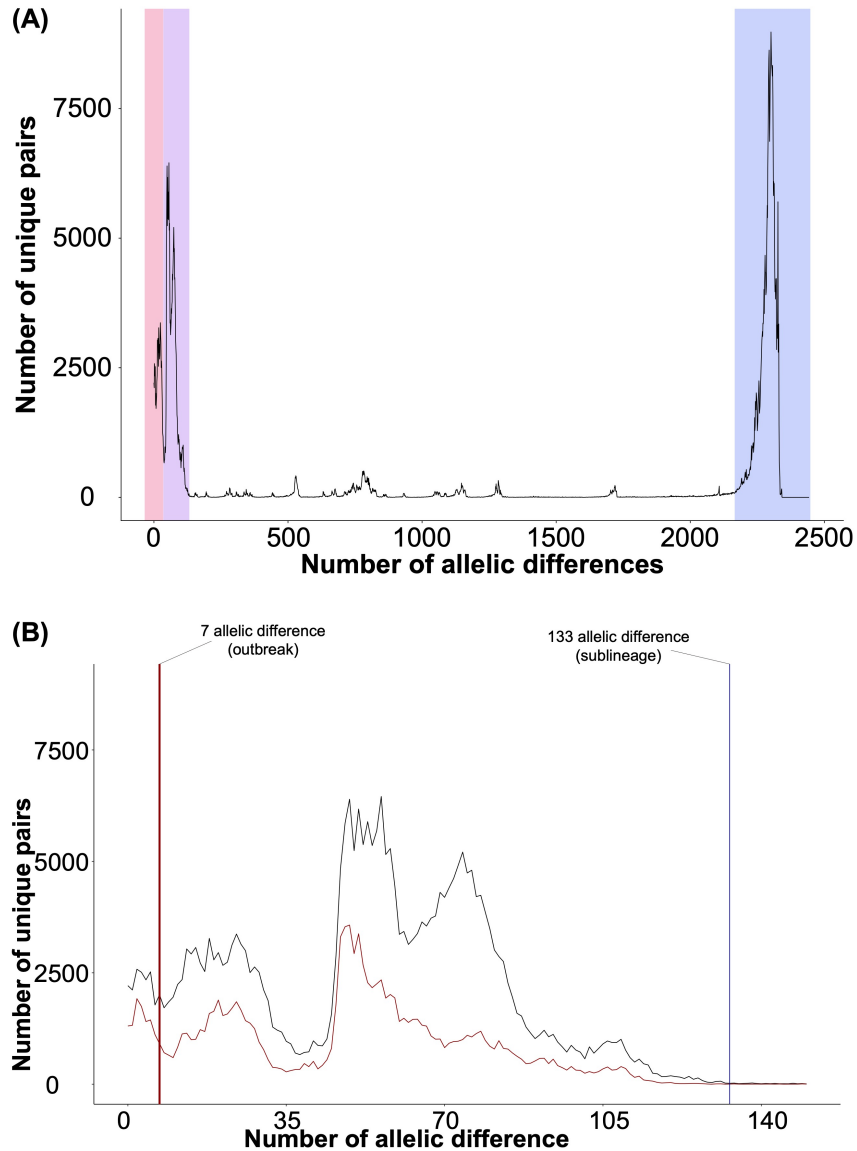 (A)
Number of unique pairs
7500
5000
2500
0
0 500 1000 1500 2000 2500
Number of allelic differences
(B)
7 allelic difference
(outbreak)
133 allelic difference
(sublineage)
Number of unique pairs
7500
5000
2500
0
0 35 70 105 140
Number of allelic difference